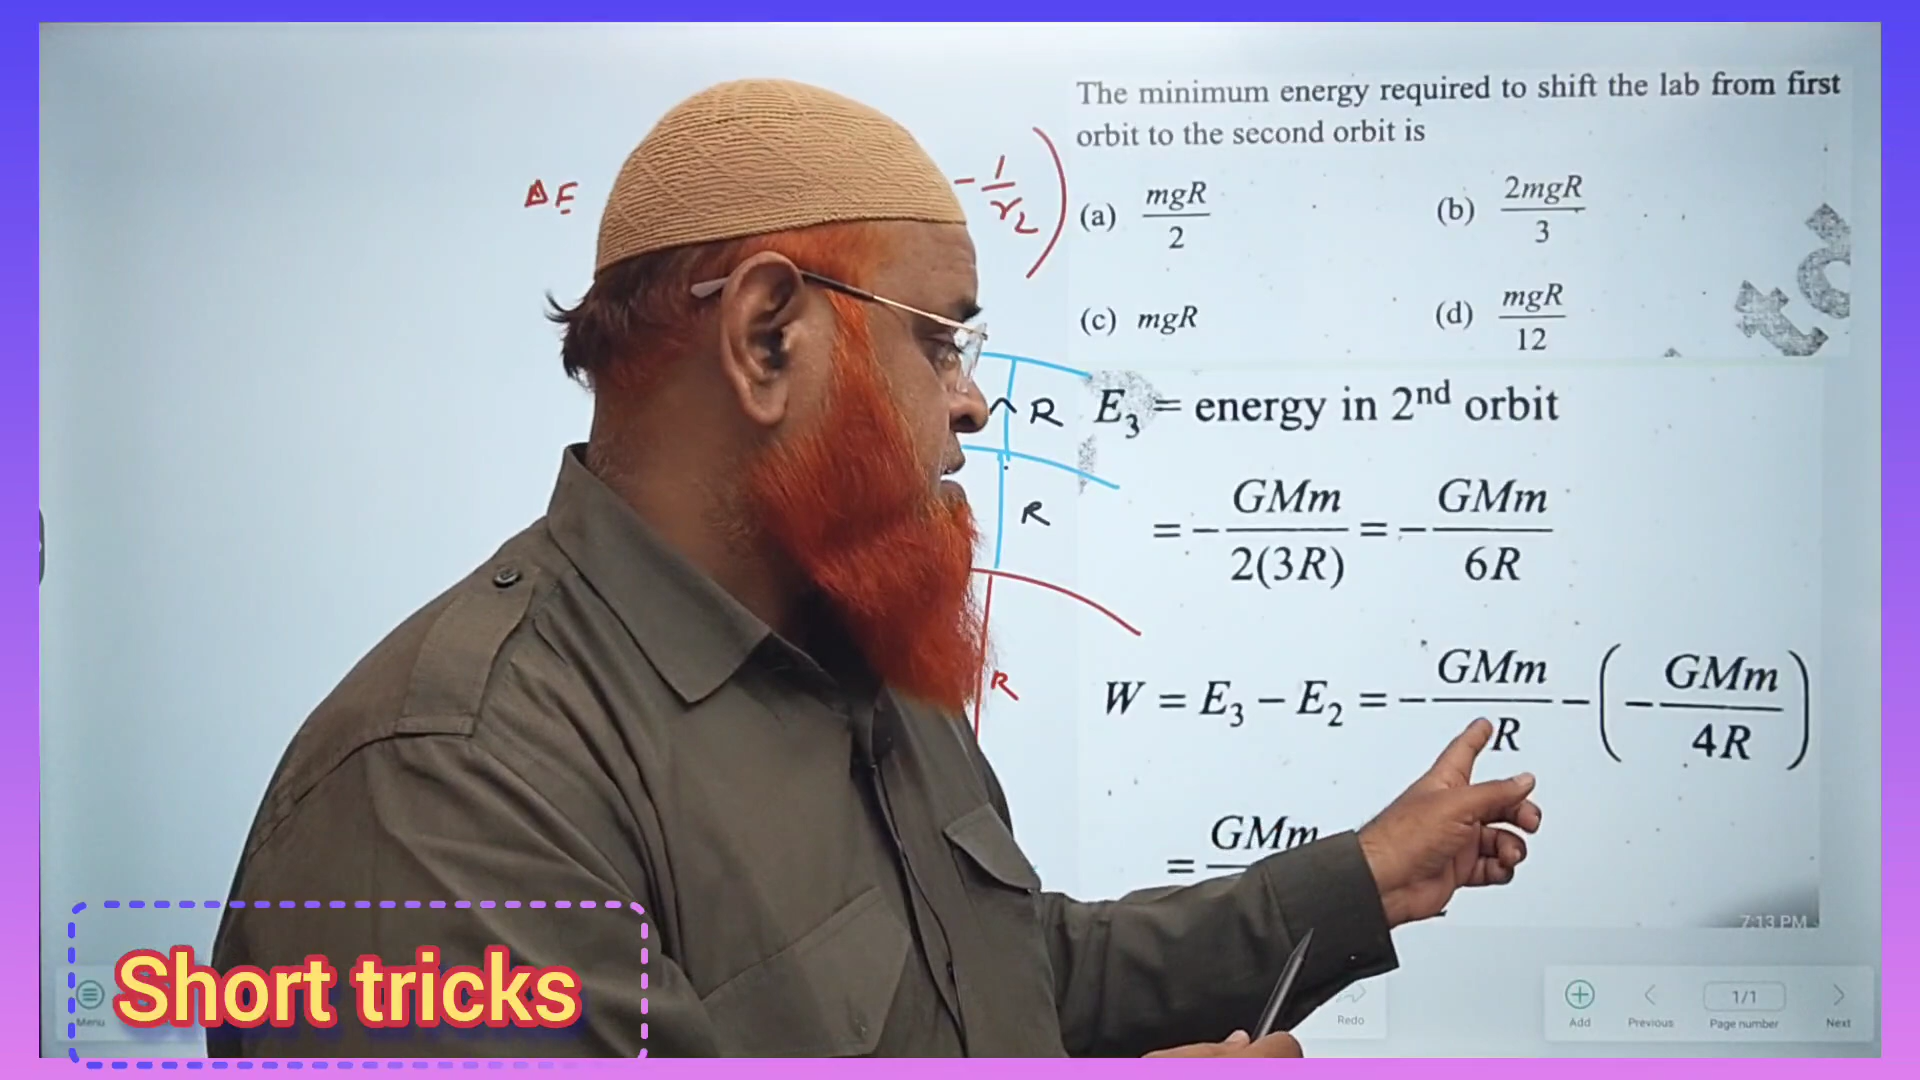 The minimum energy required to shift the lab from first
orbit to the second orbit is
(a) mgR/2 (b) 2mgR/3
(c) mgR (d) mgR/12
ΔE
- 1/r₂ )
R
R
R
E₃ = energy in 2ⁿᵈ orbit
= - GMm/2(3R) = - GMm/6R
W = E₃ - E₂ = - GMm/R - ( - GMm/4R )
= GMm
7:13 PM
Short tricks
Menu
Redo
Add
Previous
1/1
Page number
Next